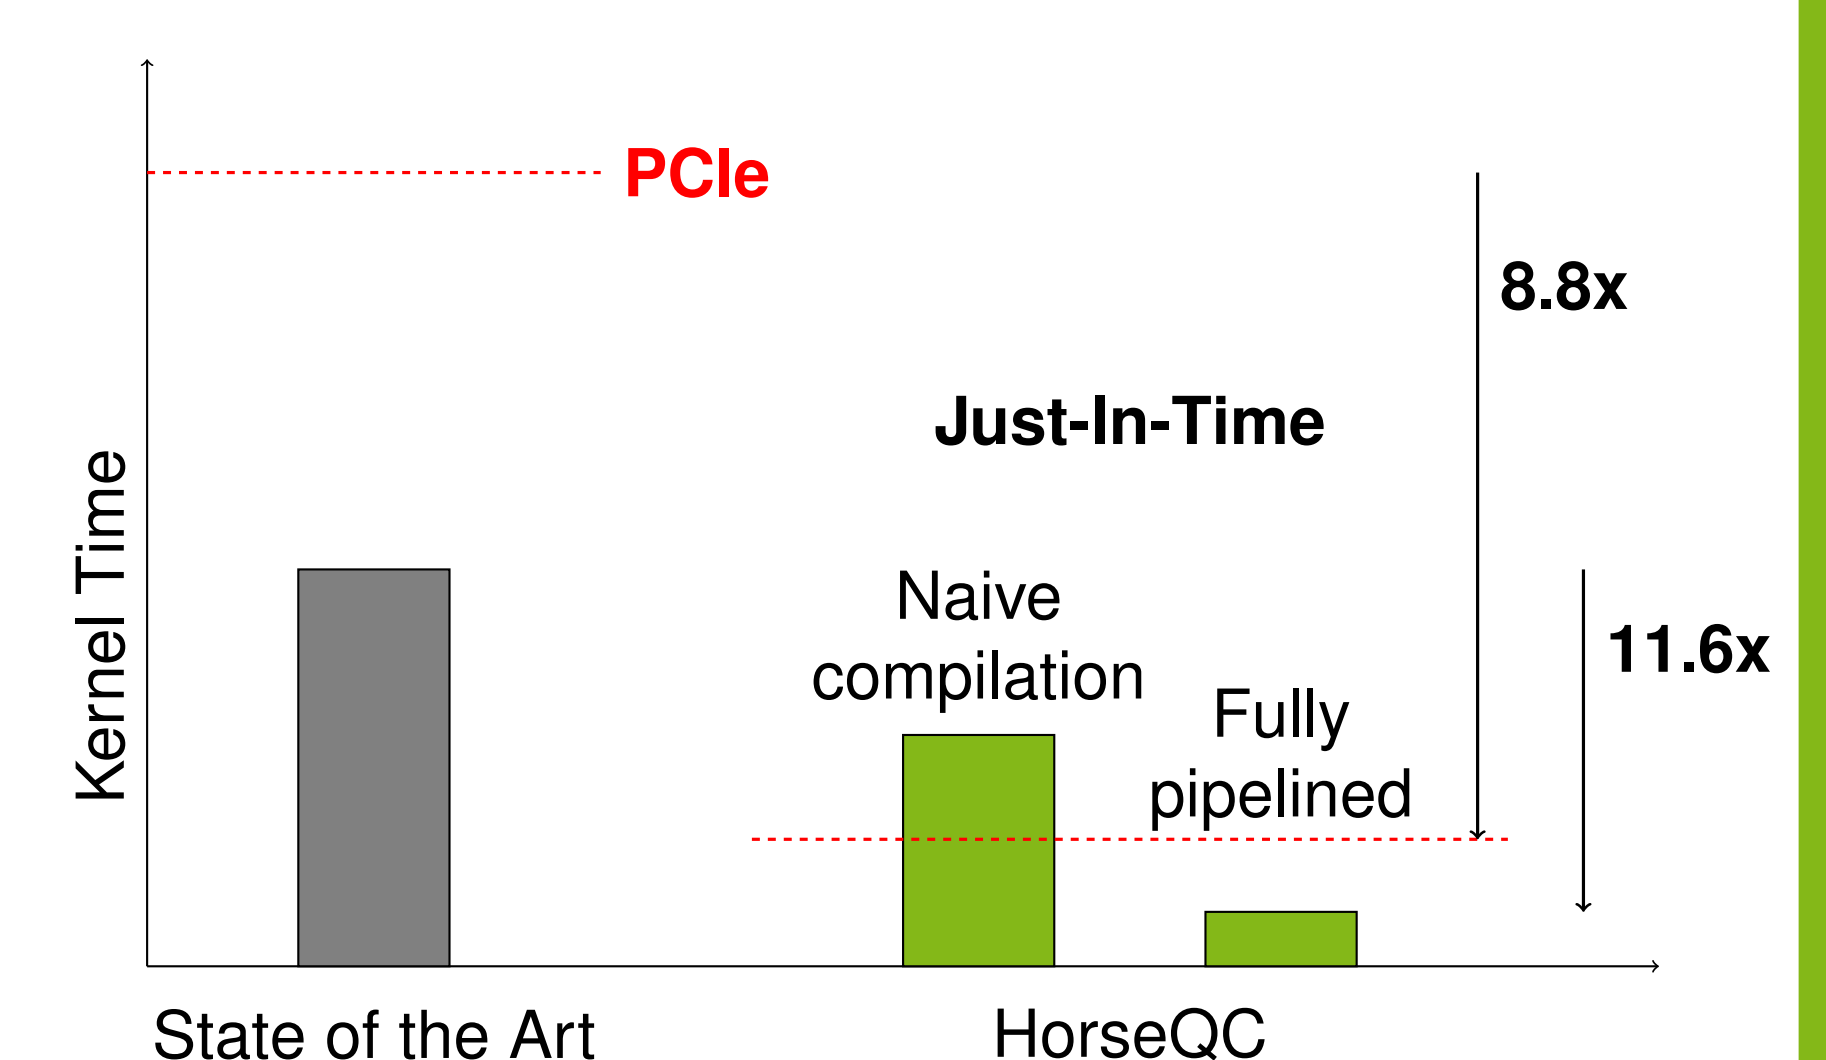 PCIe
8.8x
Just-In-Time
Kernel Time
Naive
compilation
11.6x
Fully
pipelined
State of the Art
HorseQC